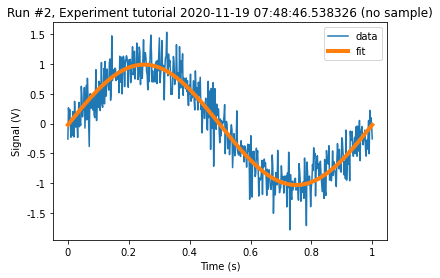 Run #2, Experiment tutorial 2020-11-19 07:48:46.538326 (no sample)
data
fit
Signal (V)
1.5
1
0.5
0
-0.5
-1
-1.5
0
0.2
0.4
0.6
0.8
1
Time (s)